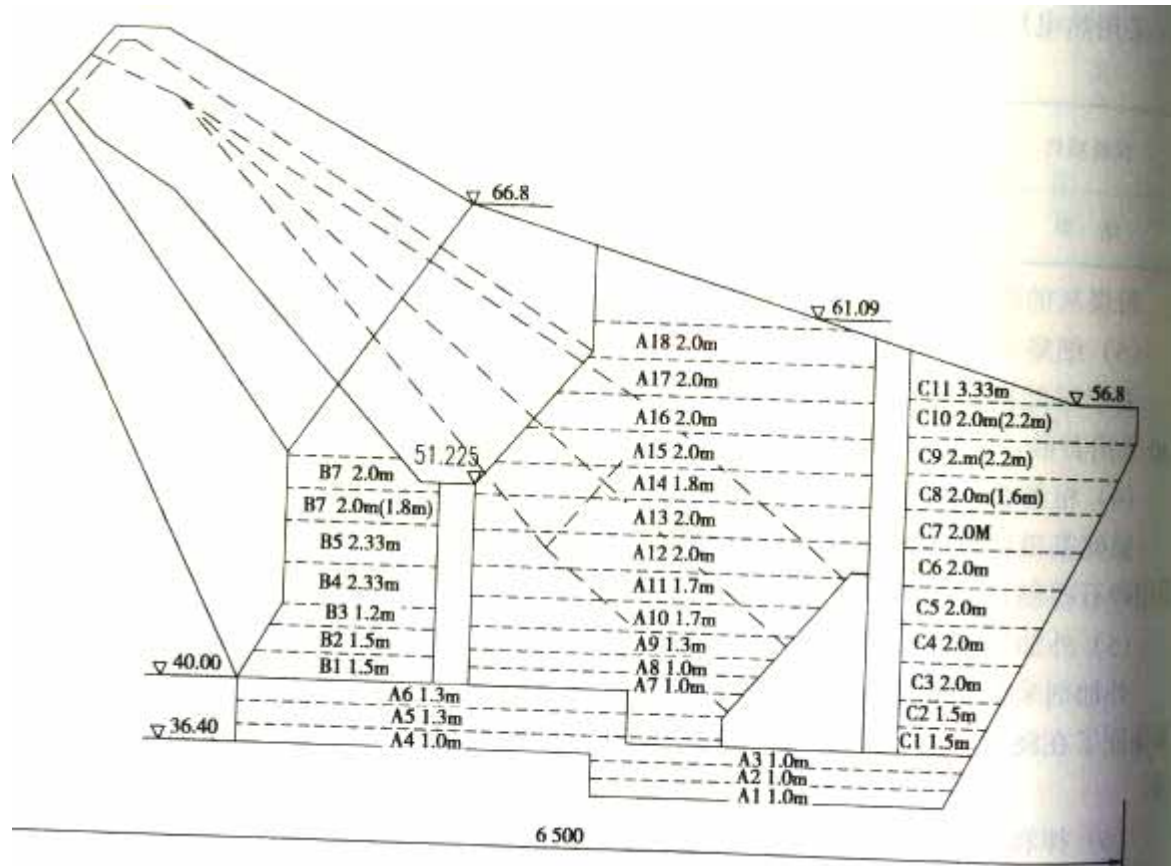 66.8
61.09
56.8
51.225
A18 2.0m
A17 2.0m
A16 2.0m
A15 2.0m
A14 1.8m
A13 2.0m
A12 2.0m
A11 1.7m
A10 1.7m
A9 1.3m
A8 1.0m
A7 1.0m
C11 3.33m
C10 2.0m(2.2m)
C9 2.m(2.2m)
C8 2.0m(1.6m)
C7 2.0M
C6 2.0m
C5 2.0m
C4 2.0m
C3 2.0m
C2 1.5m
C1 1.5m
B7 2.0m
B7 2.0m(1.8m)
B5 2.33m
B4 2.33m
B3 1.2m
B2 1.5m
B1 1.5m
40.00
A6 1.3m
A5 1.3m
A4 1.0m
36.40
A3 1.0m
A2 1.0m
A1 1.0m
6 500